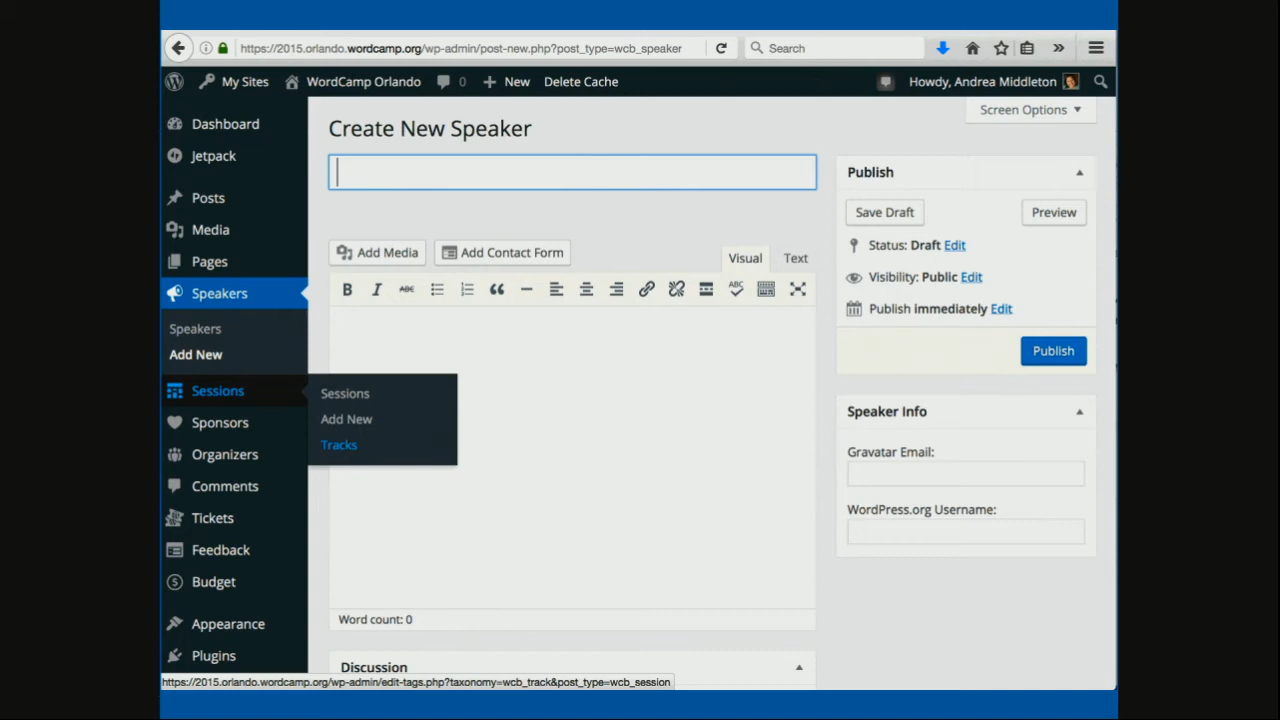 https://2015.orlando.wordcamp.org/wp-admin/post-new.php?post_type=wcb_speaker
Search
My Sites
WordCamp Orlando
0
New
Delete Cache
Howdy, Andrea Middleton
Screen Options
Dashboard
Jetpack
Posts
Media
Pages
Speakers
Speakers
Add New
Sessions
Sponsors
Organizers
Comments
Tickets
Feedback
Budget
Appearance
Plugins
Sessions
Add New
Tracks
Create New Speaker
Add Media
Add Contact Form
Visual
Text
B
I
ABC
ABC
Word count: 0
Discussion
Publish
Save Draft
Preview
Status: Draft Edit
Visibility: Public Edit
Publish immediately Edit
Publish
Speaker Info
Gravatar Email:
WordPress.org Username:
https://2015.orlando.wordcamp.org/wp-admin/edit-tags.php?taxonomy=wcb_track&post_type=wcb_session